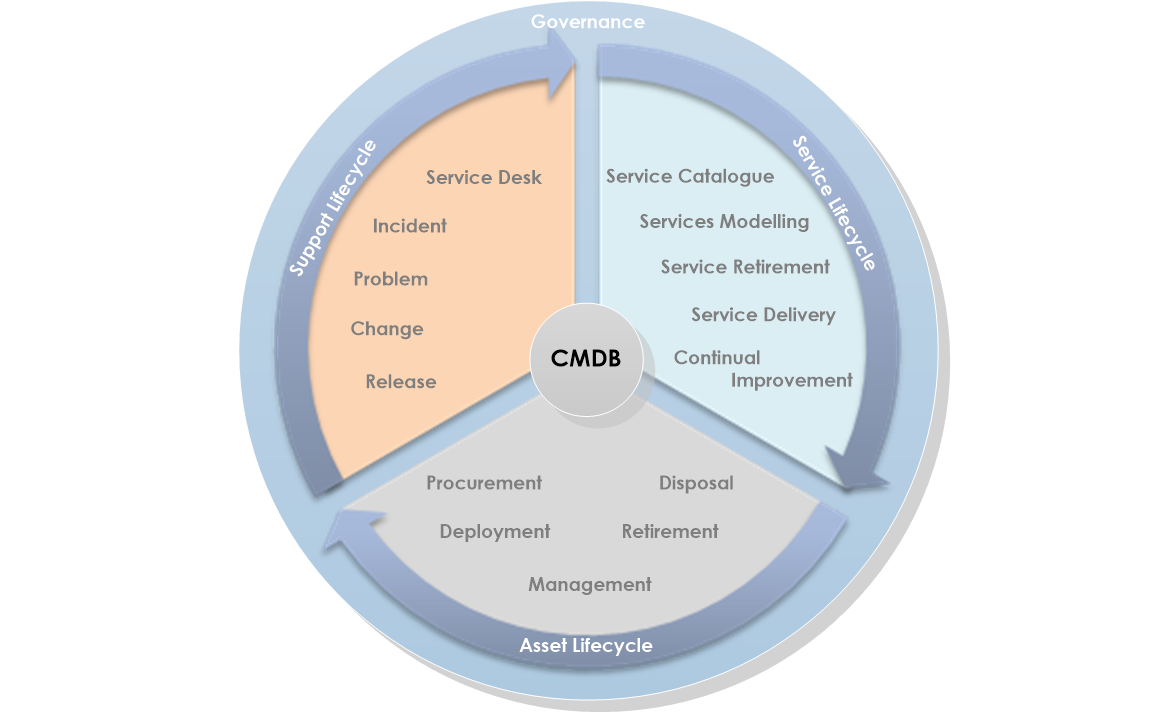 Governance
Support Lifecycle
Service Desk
Incident
Problem
Change
Release
Service Lifecycle
Service Catalogue
Services Modelling
Service Retirement
Service Delivery
Continual
Improvement
CMDB
Procurement
Disposal
Deployment
Retirement
Management
Asset Lifecycle